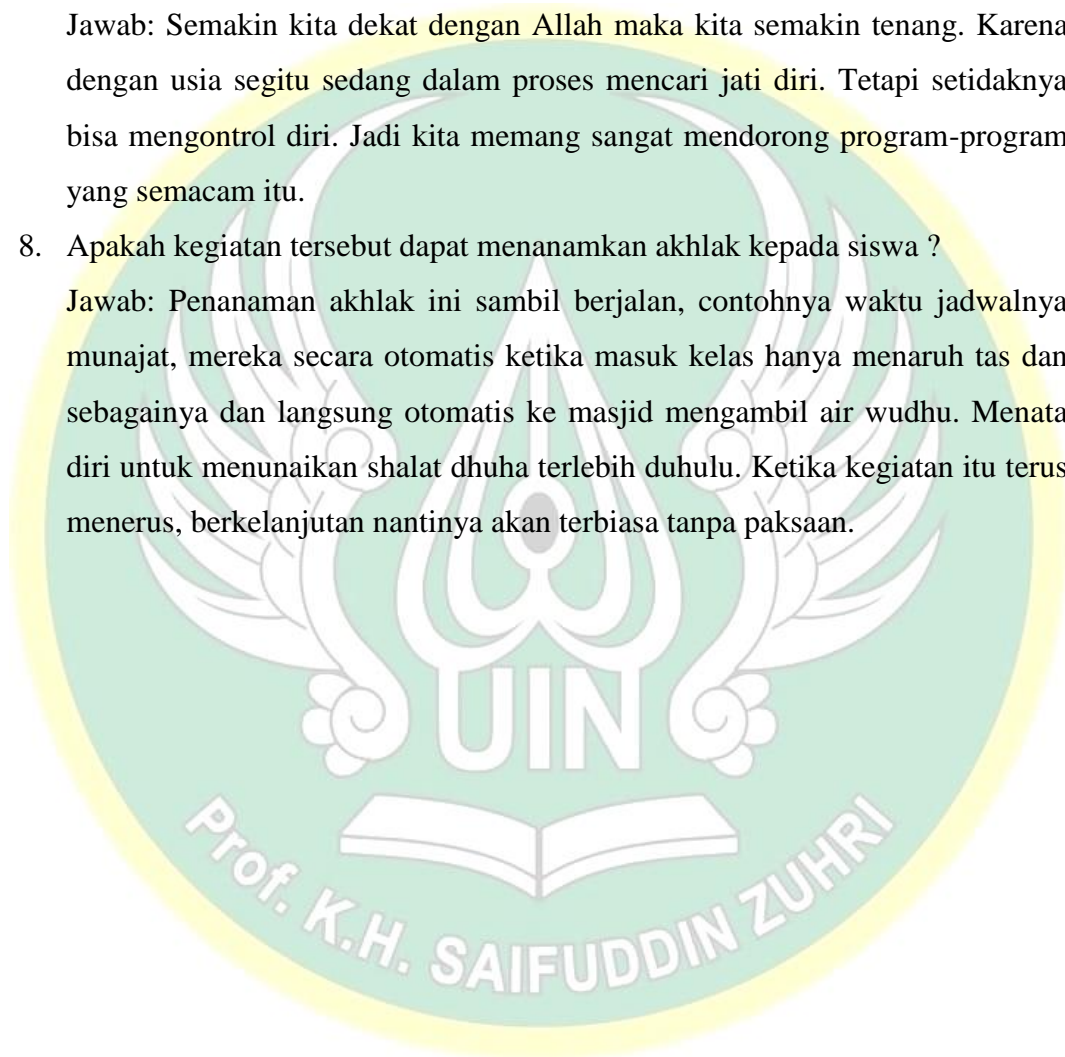 Jawab: Semakin kita dekat dengan Allah maka kita semakin tenang. Karena
dengan usia segitu sedang dalam proses mencari jati diri. Tetapi setidaknya
bisa mengontrol diri. Jadi kita memang sangat mendorong program-program
yang semacam itu.
8. Apakah kegiatan tersebut dapat menanamkan akhlak kepada siswa ?
Jawab: Penanaman akhlak ini sambil berjalan, contohnya waktu jadwalnya
munajat, mereka secara otomatis ketika masuk kelas hanya menaruh tas dan
sebagainya dan langsung otomatis ke masjid mengambil air wudhu. Menata
diri untuk menunaikan shalat dhuha terlebih duhulu. Ketika kegiatan itu terus
menerus, berkelanjutan nantinya akan terbiasa tanpa paksaan.
UIN
Prof. K.H. SAIFUDDIN ZUHRI